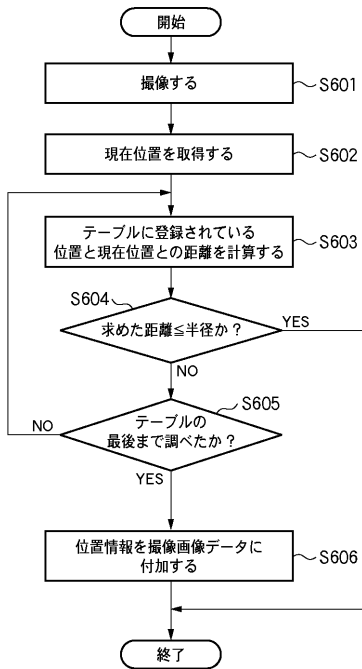 開始
撮像する
S601
現在位置を取得する
S602
テーブルに登録されている
位置と現在位置との距離を計算する
S603
S604
求めた距離≦半径か?
YES
NO
S605
テーブルの
最後まで調べたか?
NO
YES
位置情報を撮像画像データに
付加する
S606
終了